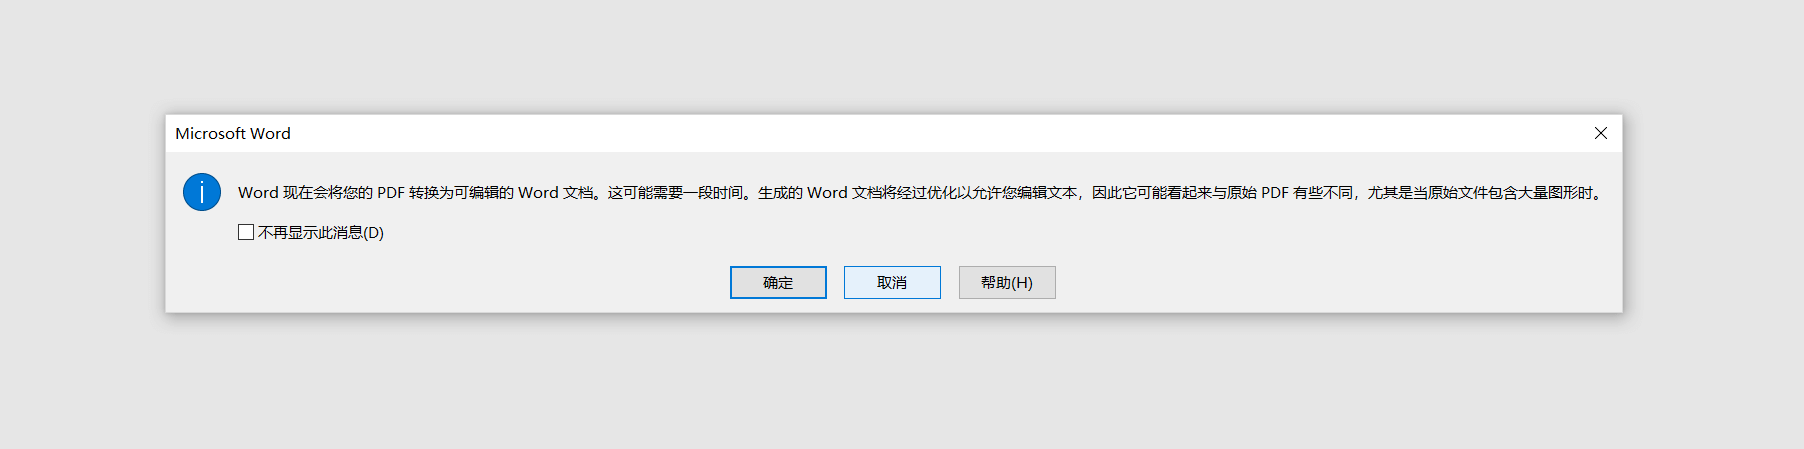 Microsoft Word
Word 现在会将您的 PDF 转换为可编辑的 Word 文档。这可能需要一段时间。生成的 Word 文档将经过优化以允许您编辑文本，因此它可能看起来与原始 PDF 有些不同，尤其是当原始文件包含大量图形时。
不再显示此消息(D)
确定 取消 帮助(H)